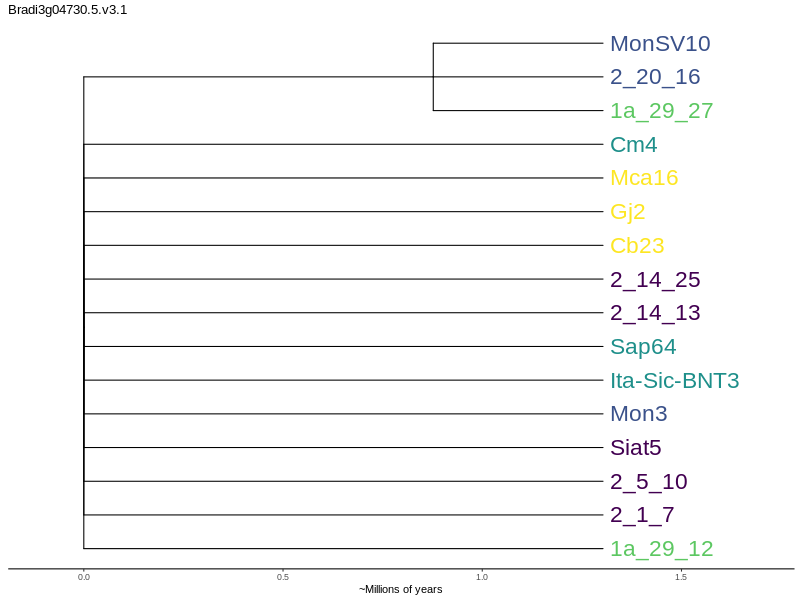 Bradi3g04730.5.v3.1
MonSV10
2_20_16
1a_29_27
Cm4
Mca16
Gj2
Cb23
2_14_25
2_14_13
Sap64
Ita-Sic-BNT3
Mon3
Siat5
2_5_10
2_1_7
1a_29_12
0.0 0.5 1.0 1.5
~Millions of years